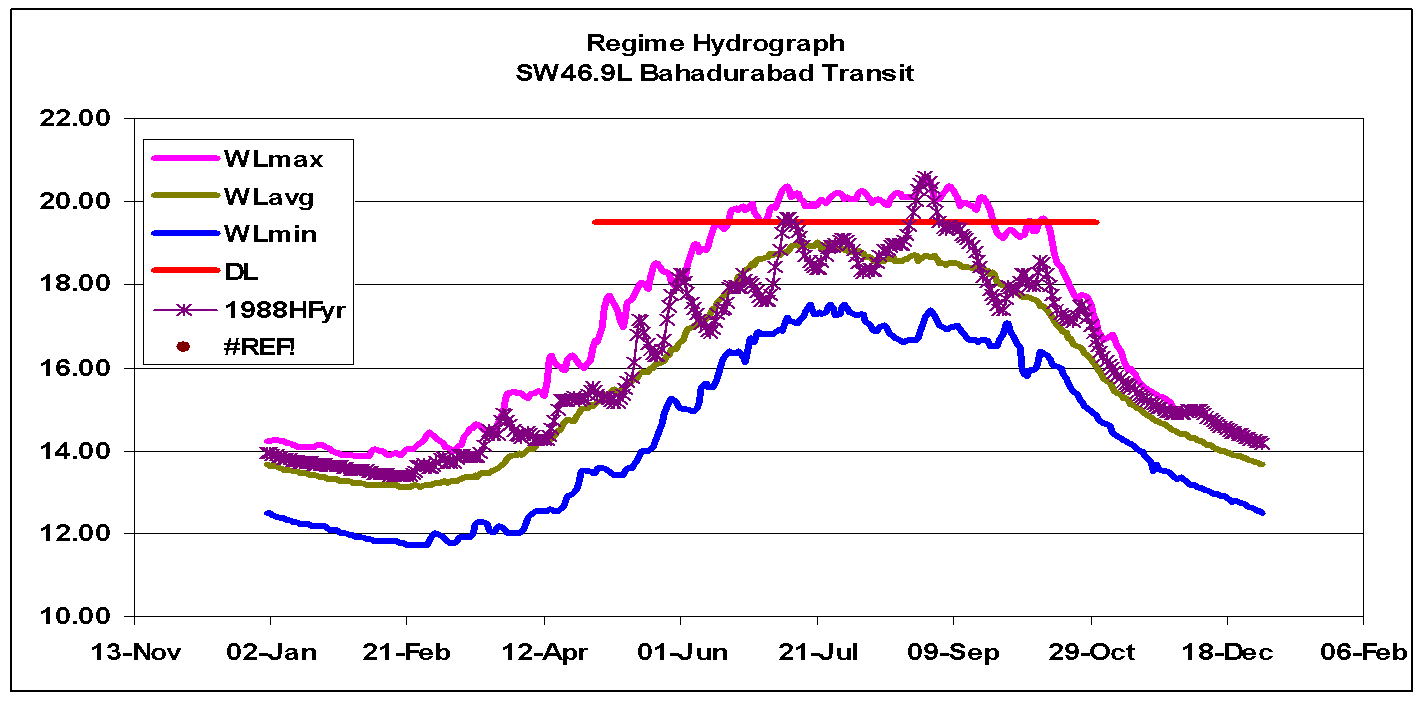 Regime Hydrograph
SW46.9L Bahadurabad Transit
22.00
20.00
18.00
16.00
14.00
12.00
10.00
WLmax
WLavg
WLmin
DL
1988HFyr
#REF!
13-Nov 02-Jan 21-Feb 12-Apr 01-Jun 21-Jul 09-Sep 29-Oct 18-Dec 06-Feb